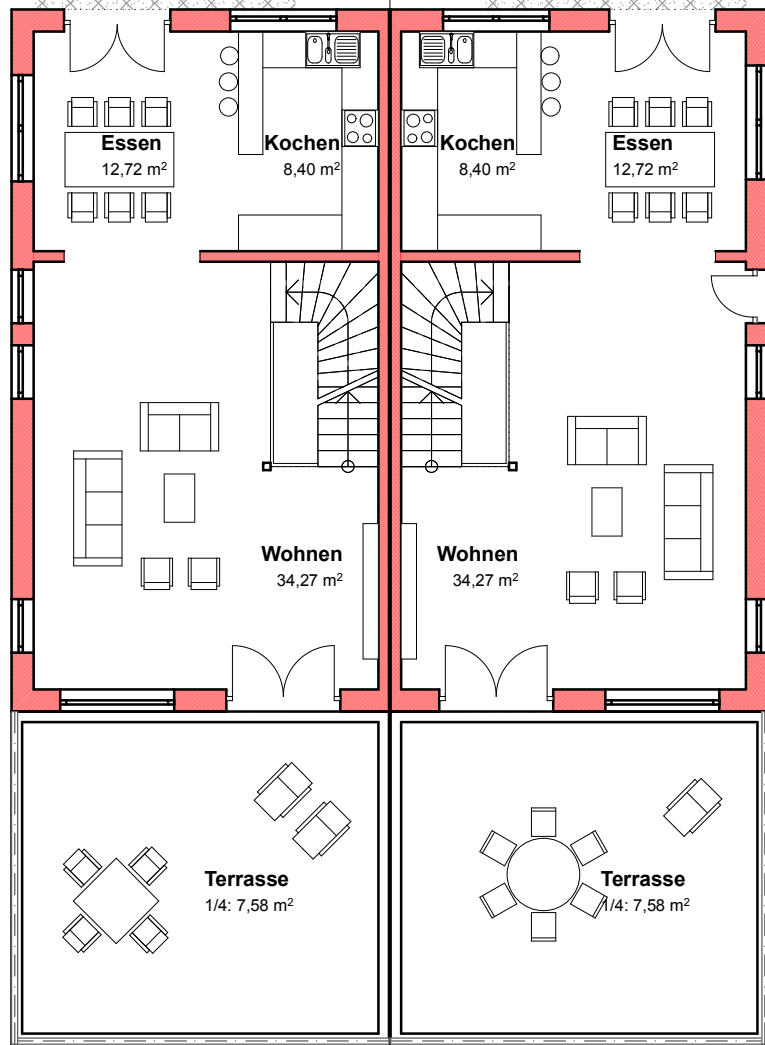 Essen
12,72 m²
Kochen
8,40 m²
Kochen
8,40 m²
Essen
12,72 m²
Wohnen
34,27 m²
Wohnen
34,27 m²
Terrasse
1/4: 7,58 m²
Terrasse
1/4: 7,58 m²